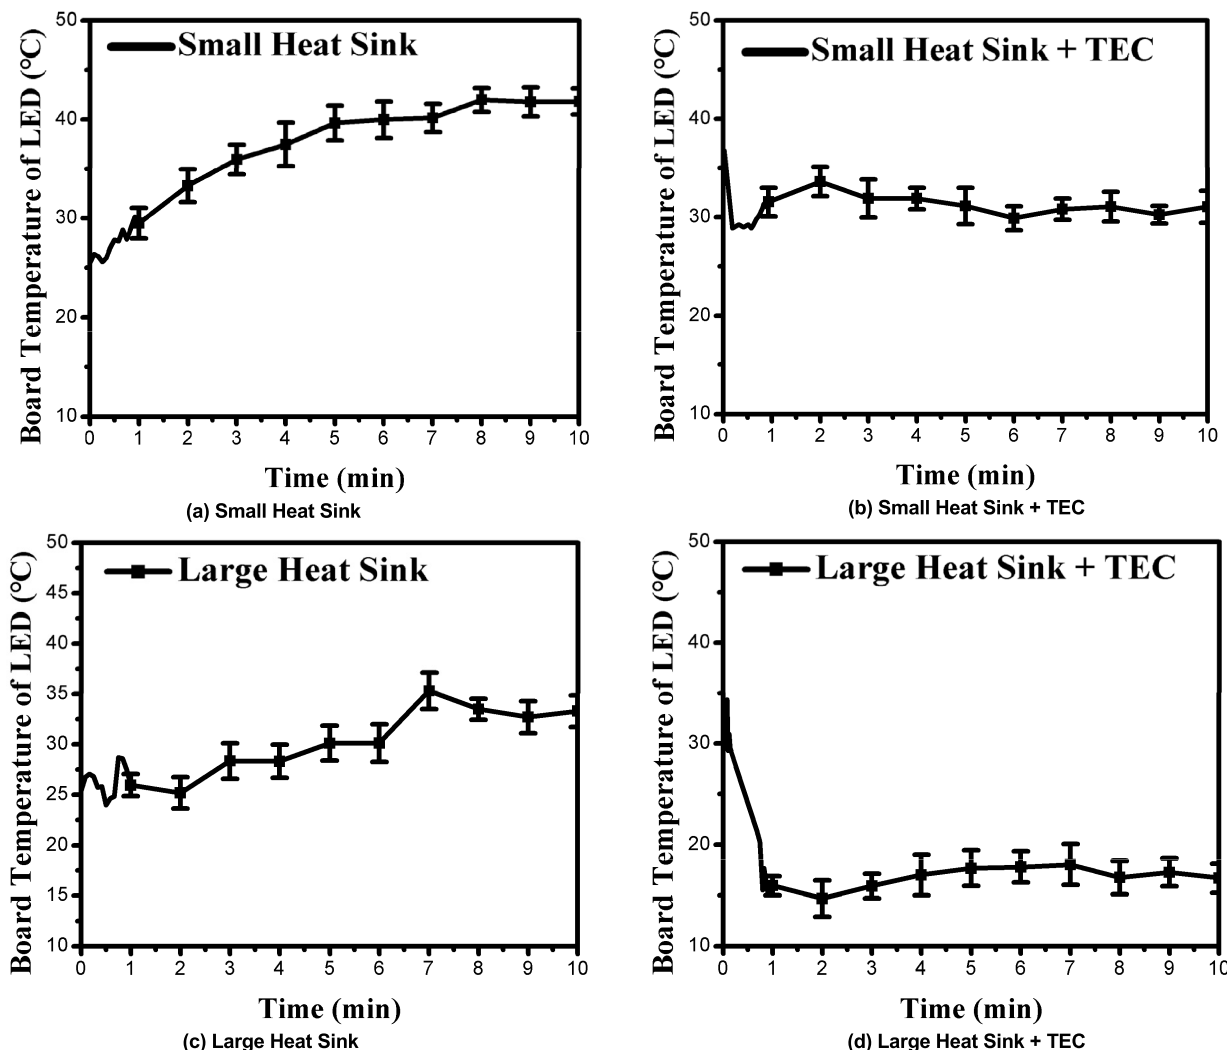 50
40
30
20
10
Board Temperature of LED (°C)
Small Heat Sink
0 1 2 3 4 5 6 7 8 9 10
Time (min)
(a) Small Heat Sink
50
40
30
20
10
Board Temperature of LED (°C)
Small Heat Sink + TEC
0 1 2 3 4 5 6 7 8 9 10
Time (min)
(b) Small Heat Sink + TEC
50
45
40
35
30
25
20
15
10
Board Temperature of LED (°C)
Large Heat Sink
0 1 2 3 4 5 6 7 8 9 10
Time (min)
(c) Large Heat Sink
50
40
30
20
10
Board Temperature of LED (°C)
Large Heat Sink + TEC
0 1 2 3 4 5 6 7 8 9 10
Time (min)
(d) Large Heat Sink + TEC